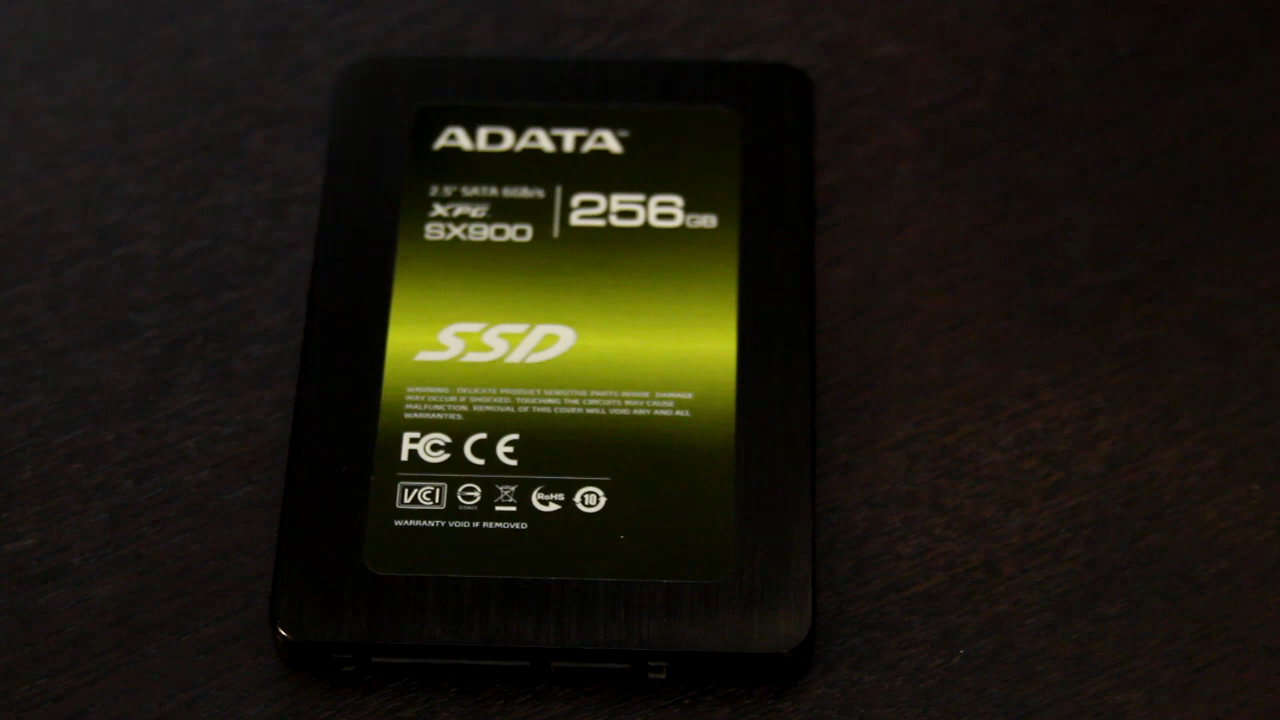 ADATA™
2.5" SATA 6Gb/s
XPG
SX900
256GB
SSD
WARNING: DELICATE PRODUCT SENSITIVE PARTS INSIDE. DAMAGE
MAY OCCUR IF SHOCKED. TOUCHING THE CIRCUITS MAY CAUSE
MALFUNCTION. REMOVAL OF THIS COVER WILL VOID ANY AND ALL
WARRANTIES.
FC CE
VCI RoHS 10
WARRANTY VOID IF REMOVED